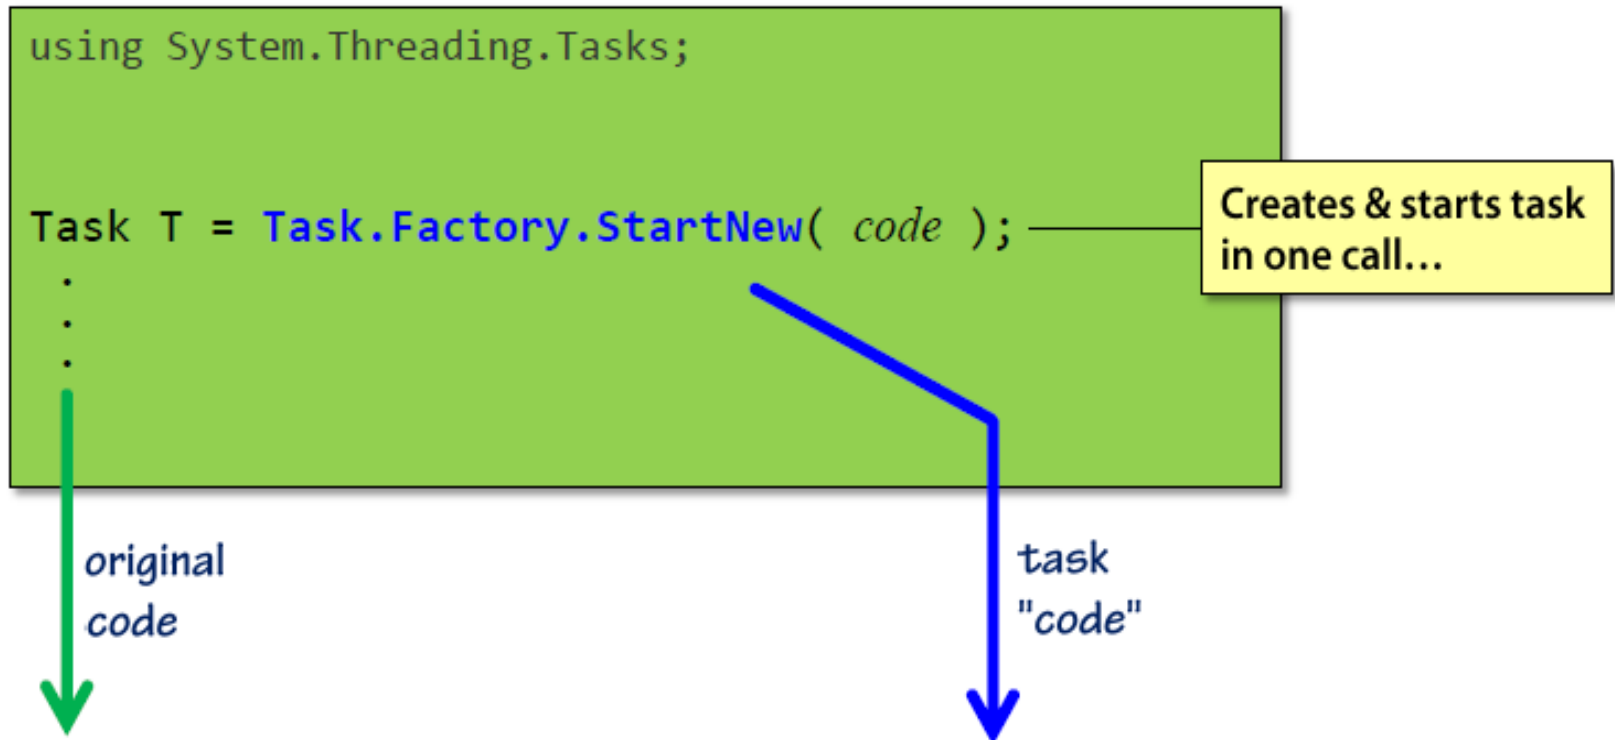 using System.Threading.Tasks;
Task T = Task.Factory.StartNew( code );
Creates & starts task
in one call…
.
.
.
original
code
task
"code"